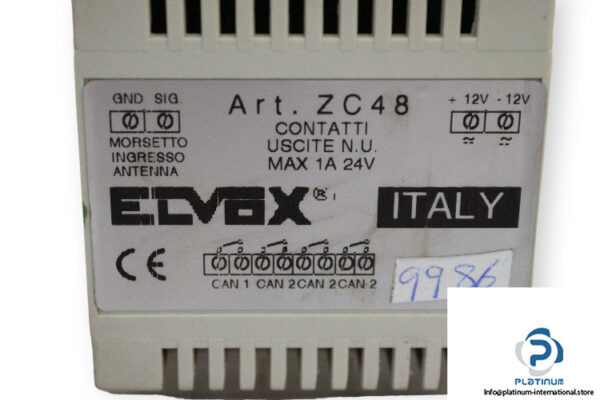 GND SIG.
Art. ZC48
+ 12V - 12V
MORSETTO
INGRESSO
ANTENNA
CONTATTI
USCITE N.U.
MAX 1A 24V
ELVOX ® I
ITALY
CE
CAN 1 CAN 2 CAN 2 CAN 2
9986
PLATINUM
platinum-international.store